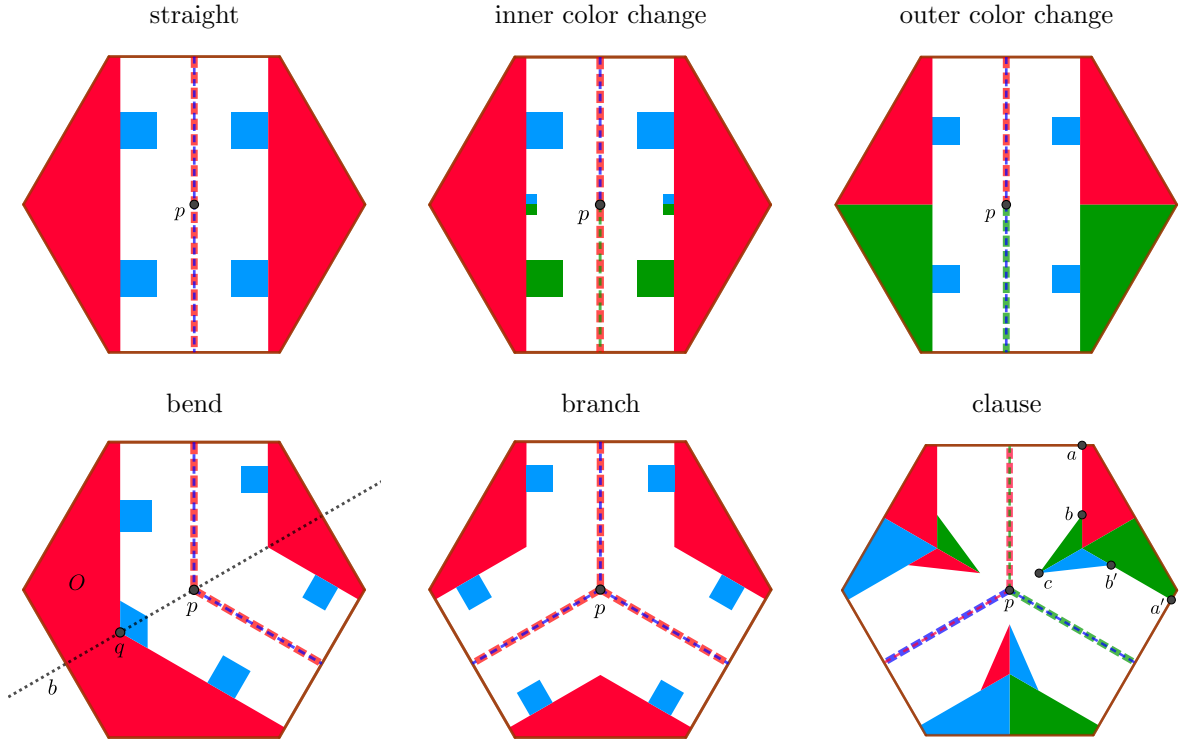 straight
inner color change
outer color change
p
p
p
bend
branch
clause
a
b
O
c
b′
p
p
p
a′
q
b